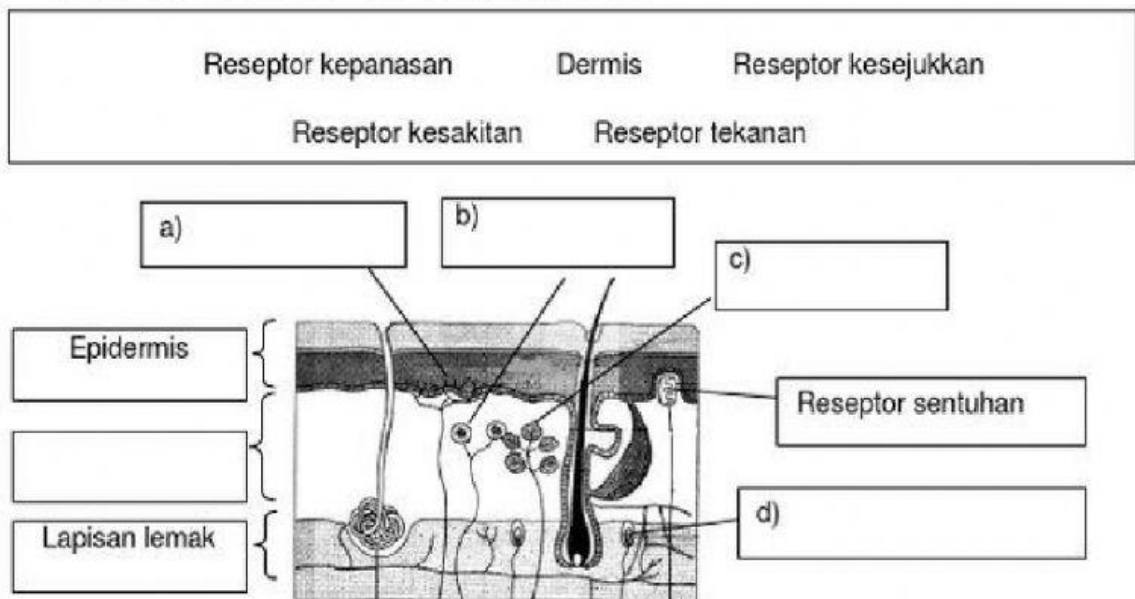 Reseptor kepanasan Dermis Reseptor kesejukkan
Reseptor kesakitan Reseptor tekanan
a)
b)
c)
Epidermis
Reseptor sentuhan
d)
Lapisan lemak